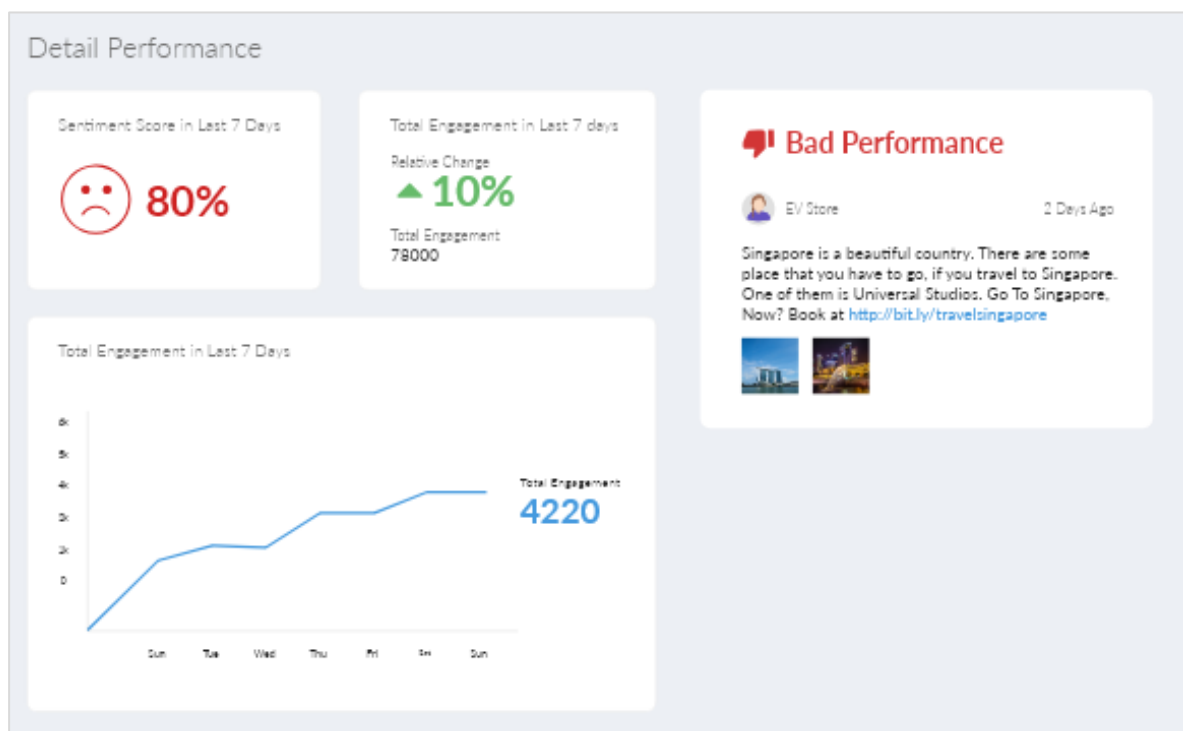 Detail Performance
Sentiment Score in Last 7 Days
80%
Total Engagement in Last 7 days
Relative Change
10%
Total Engagement
78000
Bad Performance
EV Store
2 Days Ago
Singapore is a beautiful country. There are some
place that you have to go, if you travel to Singapore.
One of them is Universal Studios. Go To Singapore,
Now? Book at http://bit.ly/travelsingapore
Total Engagement in Last 7 Days
6k
5k
4k
3k
2k
0
Total Engagement
4220
Sun Tue Wed Thu Fri Sun